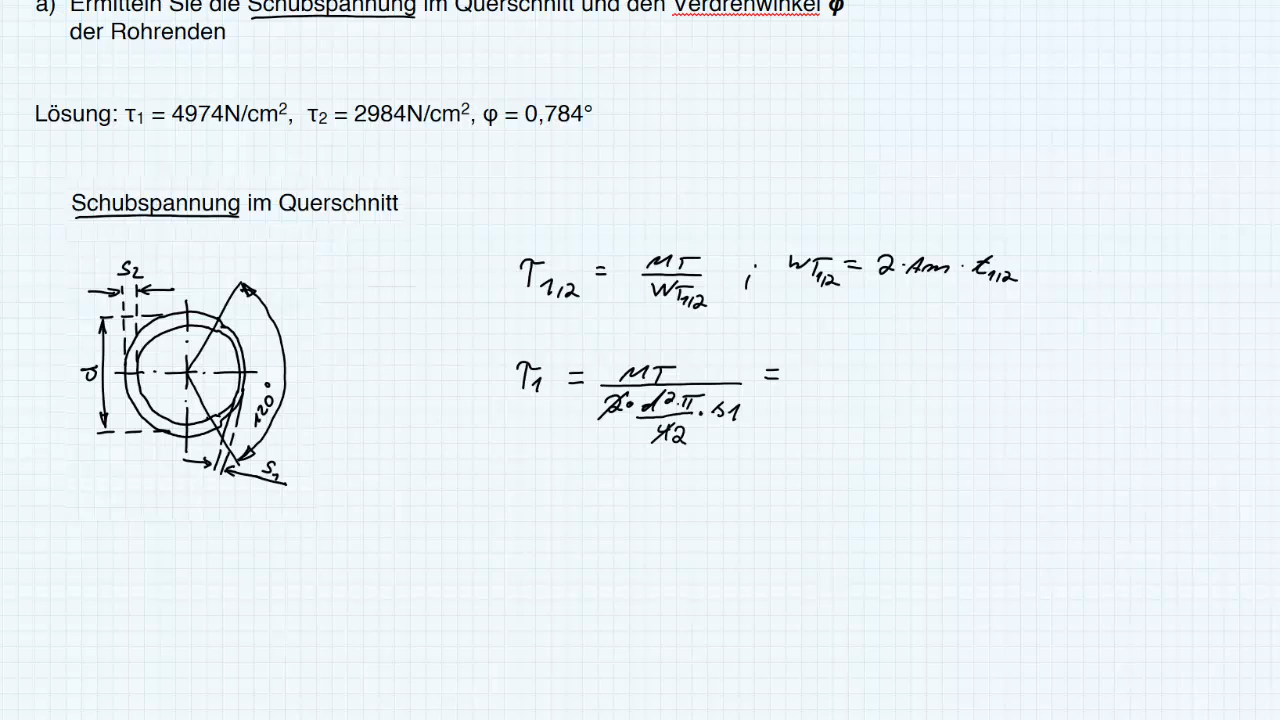 a) Ermitteln Sie die Schubspannung im Querschnitt und den Verdrehwinkel φ
der Rohrenden
Lösung: τ₁ = 4974N/cm², τ₂ = 2984N/cm², φ = 0,784°
Schubspannung im Querschnitt
S2
d
120°
S1
τ1,2 = MT / WT1,2 ; WT1,2 = 2 · Am · t1,2
τ1 = MT / (2 · d² · π / 42 · s1) =